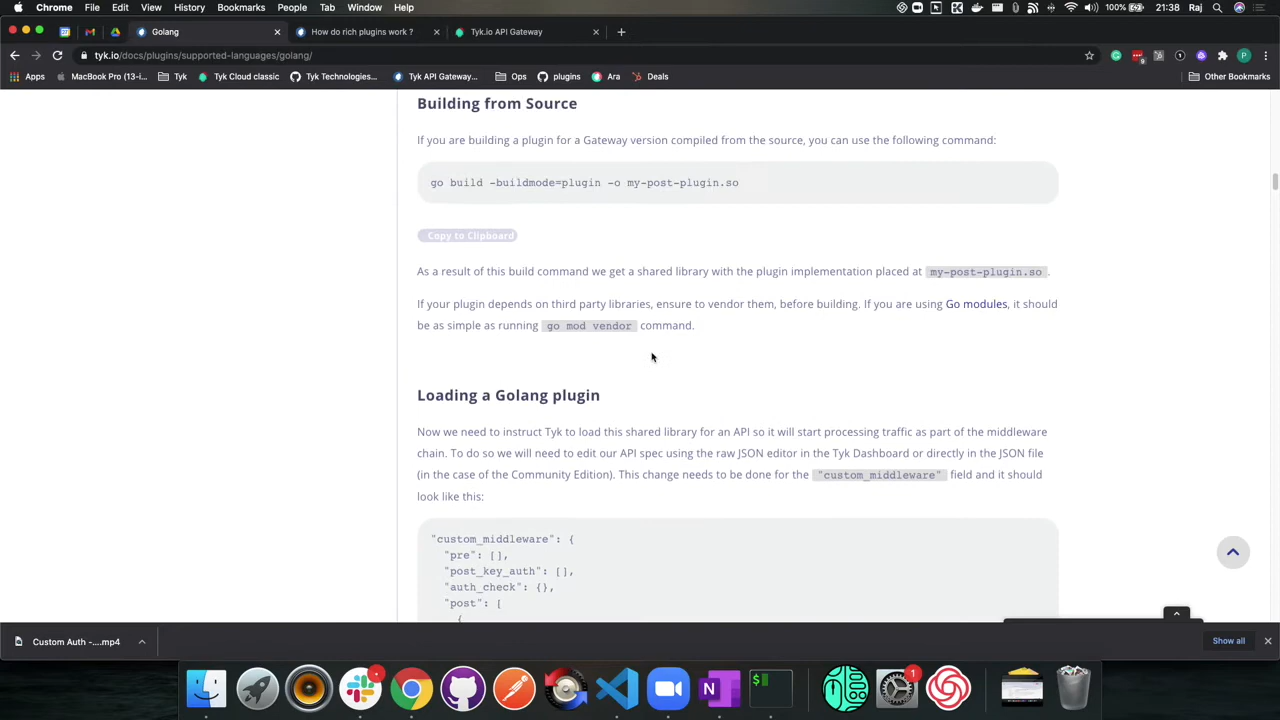 Chrome File Edit View History Bookmarks People Tab Window Help 100% 21:38 Raj
Golang How do rich plugins work ? Tyk.io API Gateway
tyk.io/docs/plugins/supported-languages/golang/
Apps MacBook Pro (13-i... Tyk Tyk Cloud classic Tyk Technologies... Tyk API Gateway... Ops plugins Ara Deals Other Bookmarks
Building from Source
If you are building a plugin for a Gateway version compiled from the source, you can use the following command:
go build -buildmode=plugin -o my-post-plugin.so
Copy to Clipboard
As a result of this build command we get a shared library with the plugin implementation placed at my-post-plugin.so.
If your plugin depends on third party libraries, ensure to vendor them, before building. If you are using Go modules, it should
be as simple as running go mod vendor command.
Loading a Golang plugin
Now we need to instruct Tyk to load this shared library for an API so it will start processing traffic as part of the middleware
chain. To do so we will need to edit our API spec using the raw JSON editor in the Tyk Dashboard or directly in the JSON file
(in the case of the Community Edition). This change needs to be done for the "custom_middleware" field and it should
look like this:
"custom_middleware": {
"pre": [],
"post_key_auth": [],
"auth_check": {},
"post": [
{
Custom Auth -....mp4 Show all